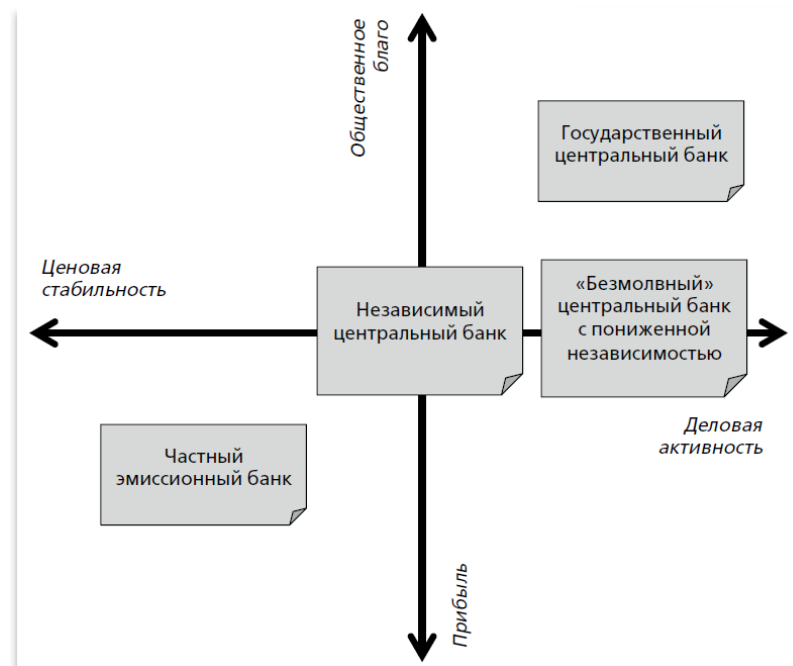 Общественное
благо
Государственный
центральный банк
Ценовая
стабильность
Независимый
центральный банк
«Безмолвный»
центральный банк
с пониженной
независимостью
Деловая
активность
Частный
эмиссионный банк
Прибыль